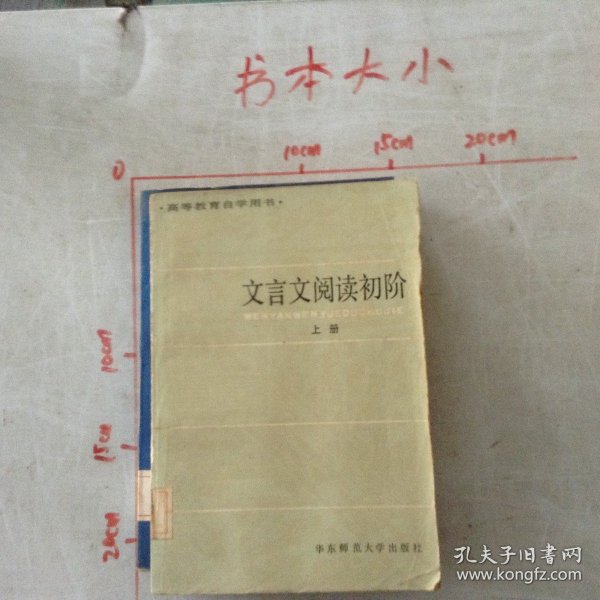 书本大小
0
10cm
15cm
20cm
·高等教育自学用书·
文言文阅读初阶
WENYANWENYUEDUCHUJIE
上册
10cm
15cm
20cm
华东师范大学出版社
孔夫子旧书网
www.kongfz.com